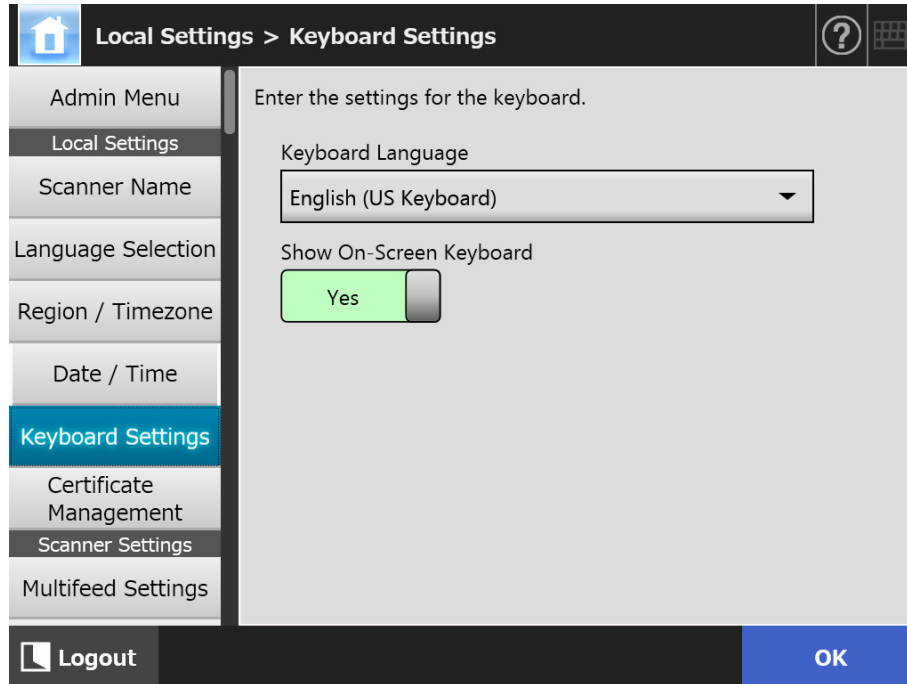 Local Settings > Keyboard Settings
?
Admin Menu
Local Settings
Scanner Name
Language Selection
Region / Timezone
Date / Time
Keyboard Settings
Certificate
Management
Scanner Settings
Multifeed Settings
Enter the settings for the keyboard.
Keyboard Language
English (US Keyboard)
Show On-Screen Keyboard
Yes
Logout
OK